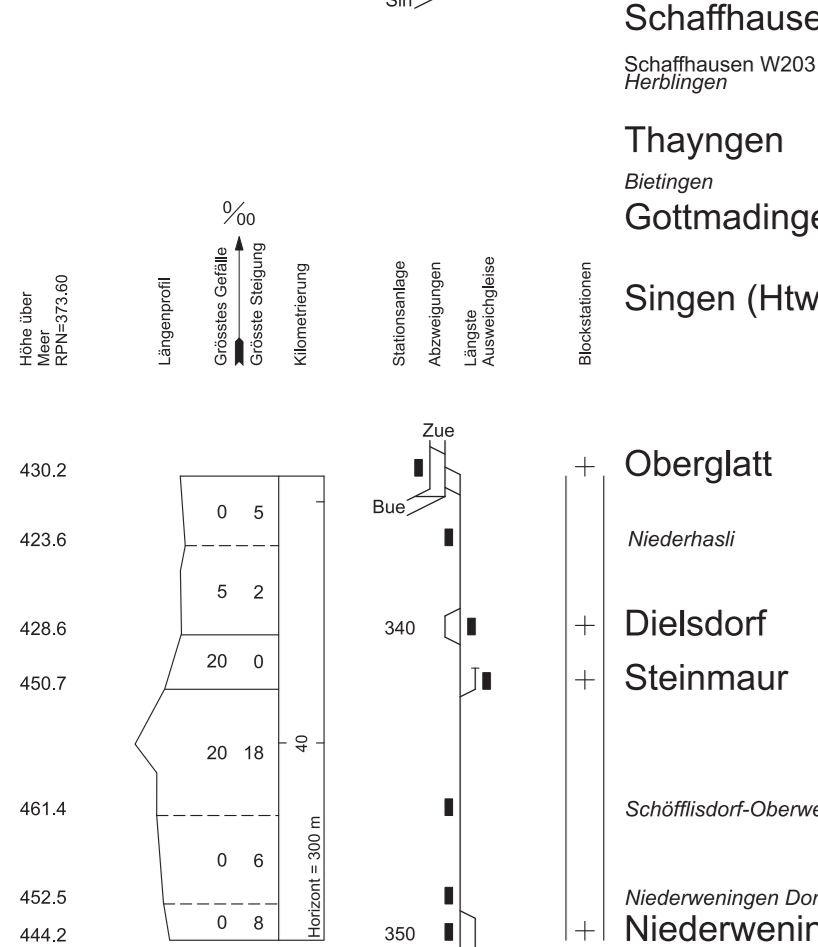 Sin
Schaffhause
Schaffhausen W203
Herblingen
Thayngen
Bietingen
Gottmadinge
Singen (Htw
0/00
Höhe über
Meer
RPN=373.60
Längenprofil
Grösstes Gefälle
Grösste Steigung
Kilometrierung
Stationsanlage
Abzweigungen
Längste
Ausweichgleise
Blockstationen
Zue
430.2 + Oberglatt
Bue
0 5
423.6 Niederhasli
5 2
428.6 340 + Dielsdorf
20 0
450.7 + Steinmaur
20 18 40
461.4 Schöfflisdorf-Oberwe
0 6
Horizont = 300 m
452.5 Niederweningen Dor
0 8
444.2 350 + Niederwenin